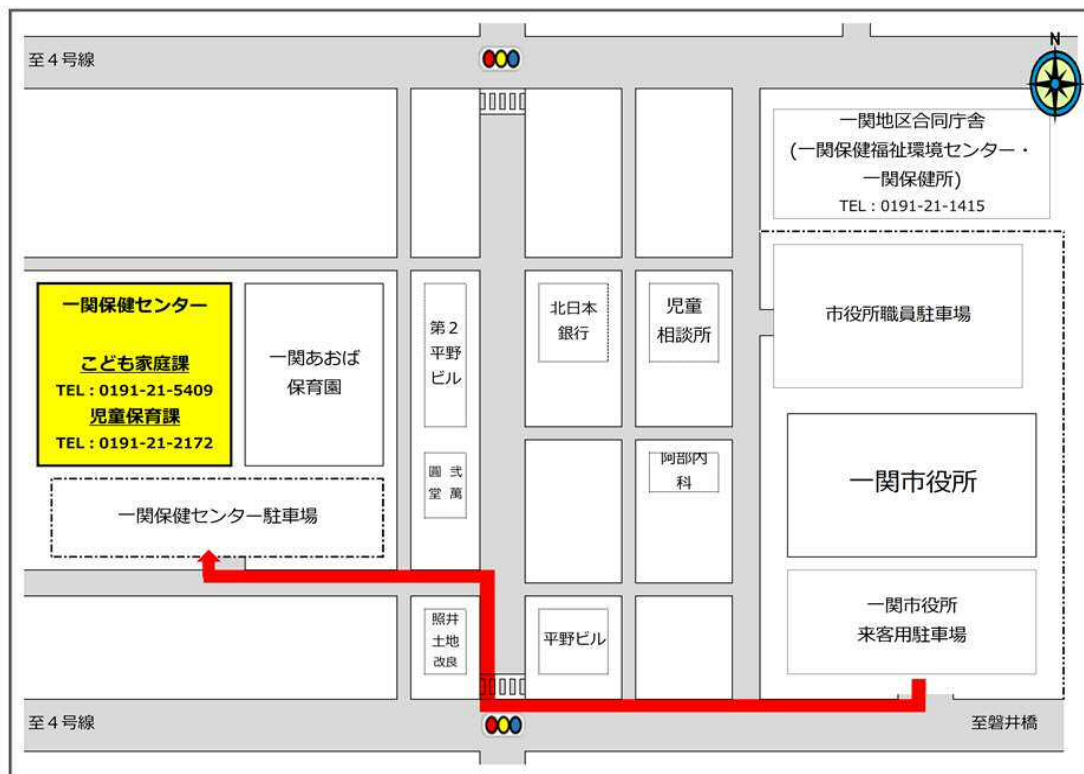 至４号線
N
一関地区合同庁舎
(一関保健福祉環境センター・
一関保健所)
TEL：0191-21-1415
一関保健センター
こども家庭課
TEL：0191-21-5409
児童保育課
TEL：0191-21-2172
一関あおば
保育園
第２
平野
ビル
北日本
銀行
児童
相談所
市役所職員駐車場
圓 弐
堂 萬
阿部内
科
一関市役所
一関保健センター駐車場
照井
土地
改良
平野ビル
一関市役所
来客用駐車場
至４号線
至磐井橋